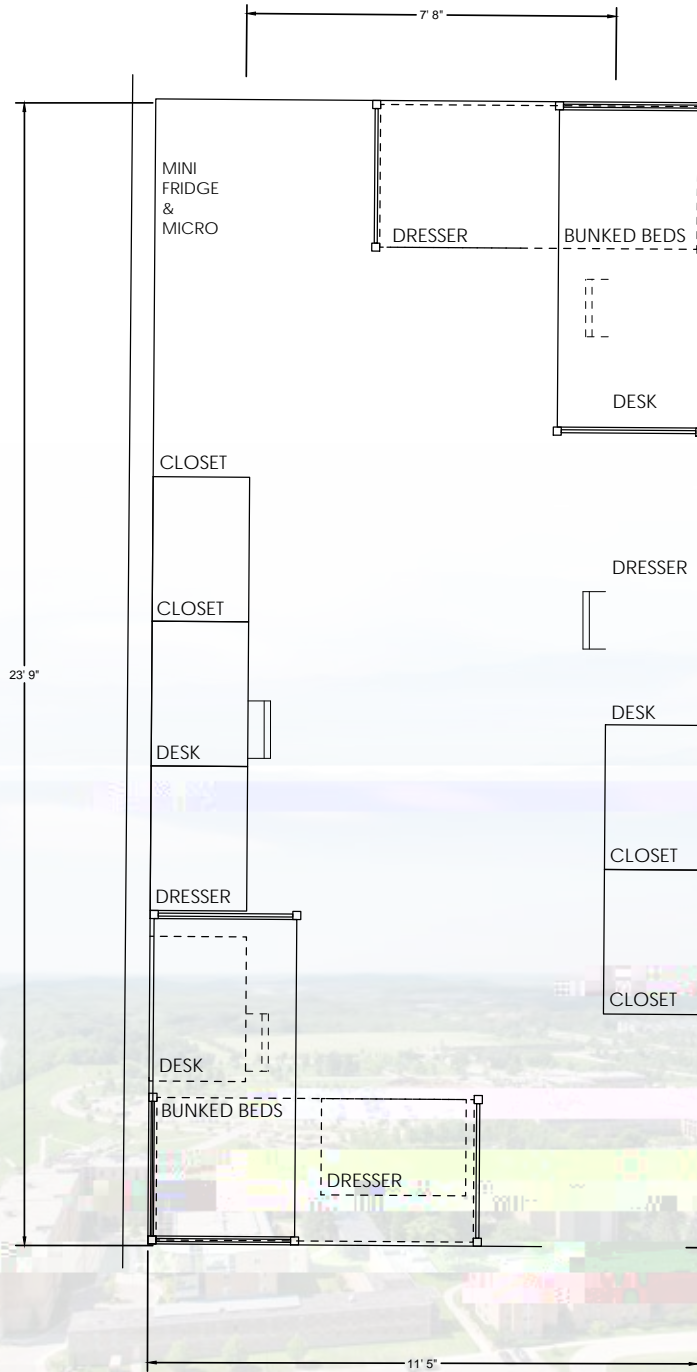 7' 8"
MINI
FRIDGE
&
MICRO
DRESSER
BUNKED BEDS
DESK
CLOSET
DRESSER
CLOSET
23' 9"
DESK
DESK
CLOSET
DRESSER
CLOSET
DESK
BUNKED BEDS
DRESSER
11' 5"